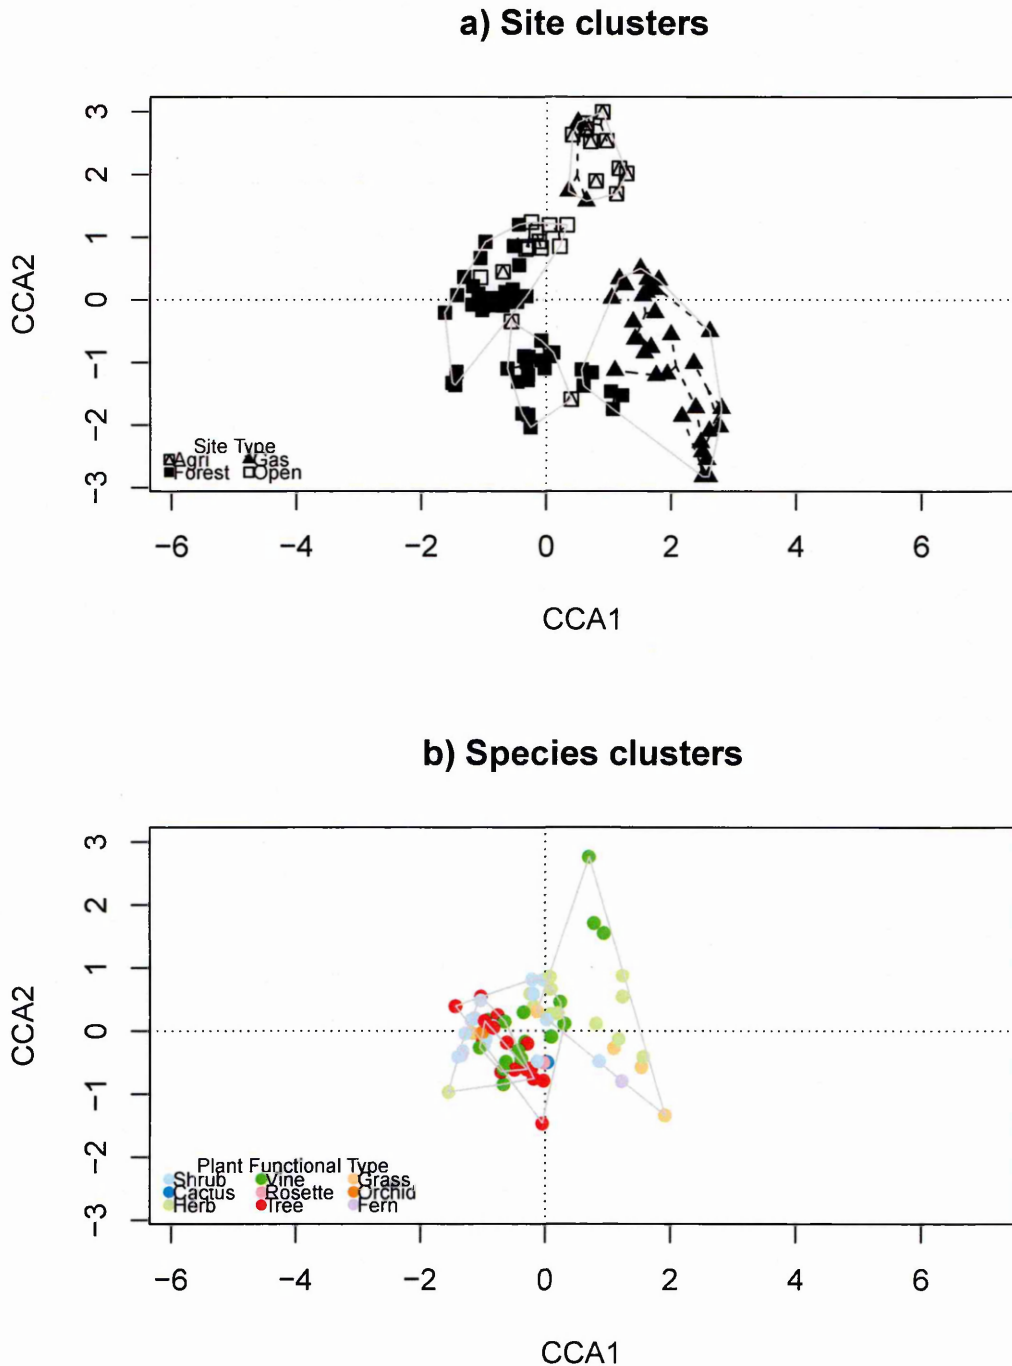 a) Site clusters
CCA2
3
2
1
0
−1
−2
−3
Site Type
Agri Gas
Forest Open
−6 −4 −2 0 2 4 6
CCA1
b) Species clusters
CCA2
3
2
1
0
−1
−2
−3
Plant Functional Type
Shrub Vine Grass
Cactus Rosette Orchid
Herb Tree Fern
−6 −4 −2 0 2 4 6
CCA1